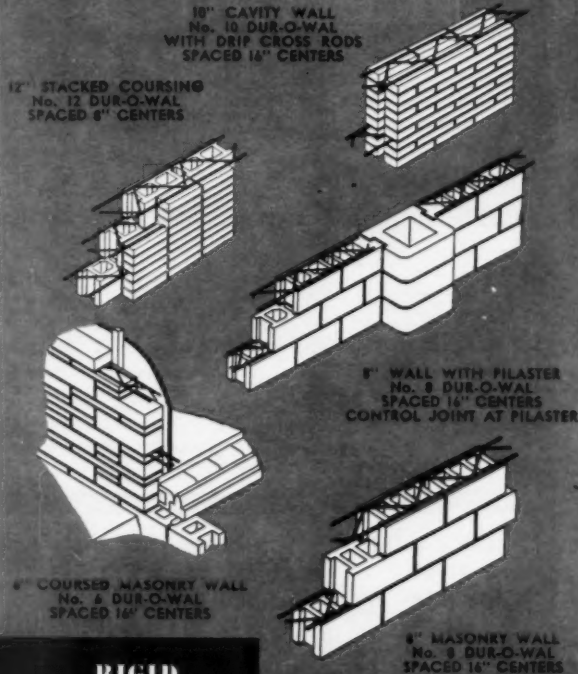 10" CAVITY WALL
No. 10 DUR-O-WAL
WITH DRIP CROSS RODS
SPACED 16" CENTERS
12" STACKED COURSING
No. 12 DUR-O-WAL
SPACED 8" CENTERS
8" WALL WITH PILASTER
No. 8 DUR-O-WAL
SPACED 16" CENTERS
CONTROL JOINT AT PILASTER
6" COURSED MASONRY WALL
No. 6 DUR-O-WAL
SPACED 16" CENTERS
8" MASONRY WALL
No. 8 DUR-O-WAL
SPACED 16" CENTERS
RIGID